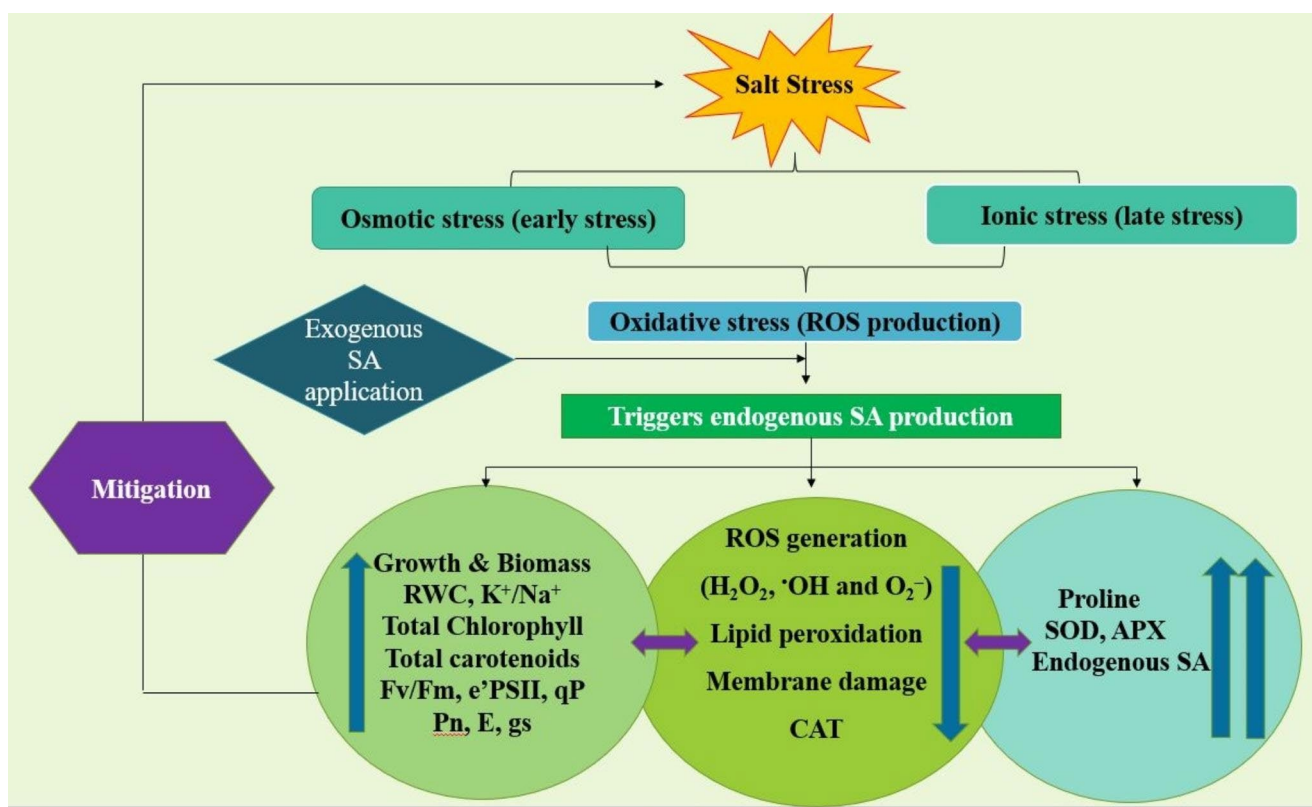 Salt Stress
Osmotic stress (early stress)
Ionic stress (late stress)
Oxidative stress (ROS production)
Exogenous
SA
application
Triggers endogenous SA production
Mitigation
Growth & Biomass
RWC, K⁺/Na⁺
Total Chlorophyll
Total carotenoids
Fv/Fm, e’PSII, qP
Pn, E, gs
ROS generation
(H₂O₂, ˙OH and O₂⁻)
Lipid peroxidation
Membrane damage
CAT
Proline
SOD, APX
Endogenous SA